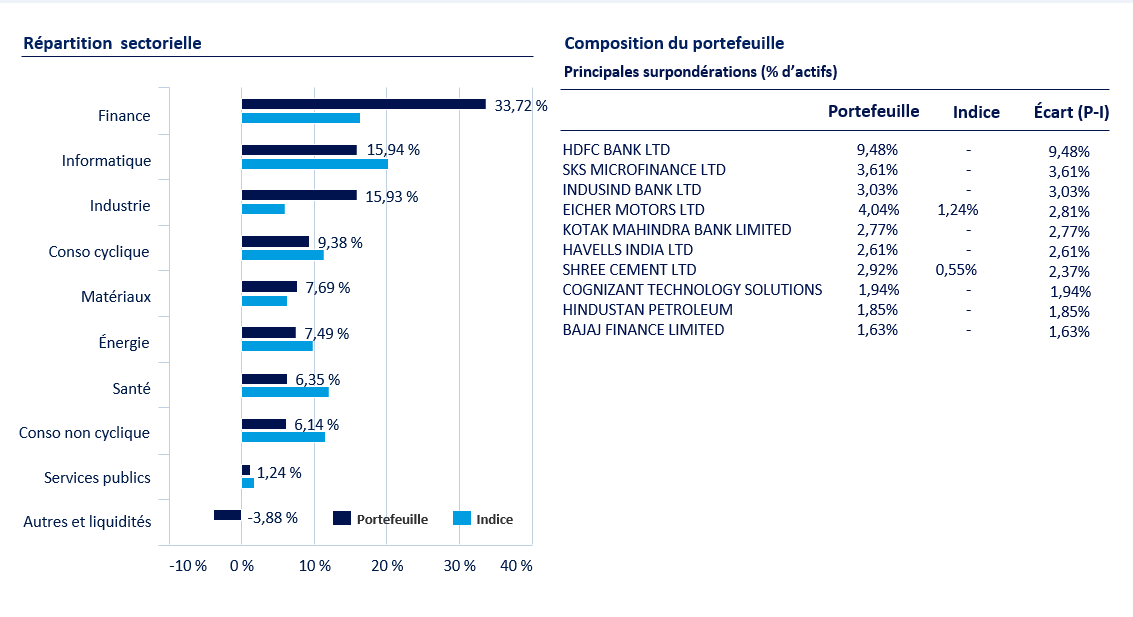 Répartition sectorielle
Finance 33,72 %
Informatique 15,94 %
Industrie 15,93 %
Conso cyclique 9,38 %
Matériaux 7,69 %
Énergie 7,49 %
Santé 6,35 %
Conso non cyclique 6,14 %
Services publics 1,24 %
Autres et liquidités -3,88 % Portefeuille Indice
-10 % 0 % 10 % 20 % 30 % 40 %
Composition du portefeuille
Principales surpondérations (% d’actifs)
Portefeuille Indice Écart (P-I)
HDFC BANK LTD 9,48% - 9,48%
SKS MICROFINANCE LTD 3,61% - 3,61%
INDUSIND BANK LTD 3,03% - 3,03%
EICHER MOTORS LTD 4,04% 1,24% 2,81%
KOTAK MAHINDRA BANK LIMITED 2,77% - 2,77%
HAVELLS INDIA LTD 2,61% - 2,61%
SHREE CEMENT LTD 2,92% 0,55% 2,37%
COGNIZANT TECHNOLOGY SOLUTIONS 1,94% - 1,94%
HINDUSTAN PETROLEUM 1,85% - 1,85%
BAJAJ FINANCE LIMITED 1,63% - 1,63%